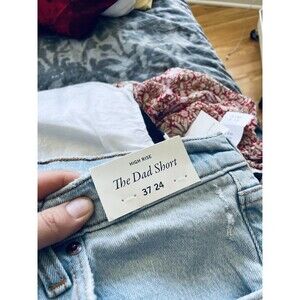 HIGH RISE
The Dad Short
37 24